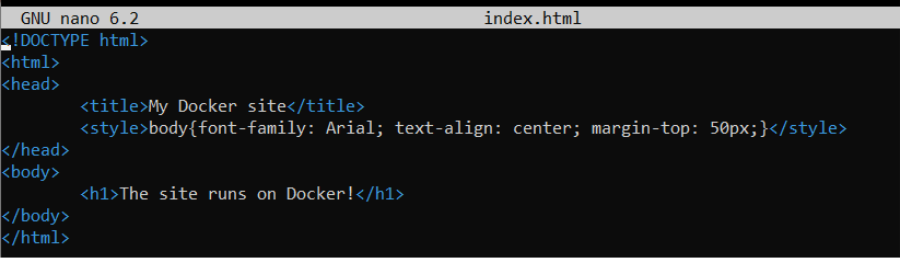 GNU nano 6.2 index.html
<!DOCTYPE html>
<html>
<head>
        <title>My Docker site</title>
        <style>body{font-family: Arial; text-align: center; margin-top: 50px;}</style>
</head>
<body>
        <h1>The site runs on Docker!</h1>
</body>
</html>